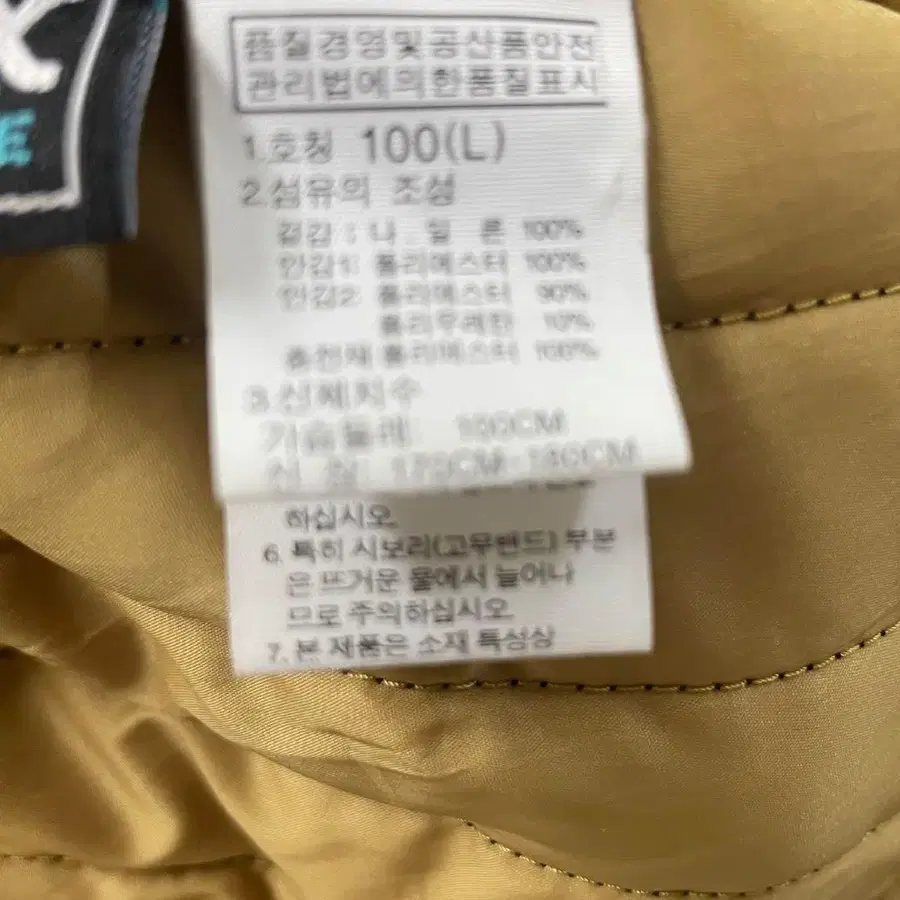 E
품질경영및공산품안전
관리법에의한품질표시
1.호칭 100(L)
2.섬유의 조성
겉감 : 나 일 론 100%
안감1: 폴리에스터 100%
안감2: 폴리에스터 90%
폴리우레탄 10%
충전재 폴리에스터 100%
3.신체치수
가슴둘레: 100CM
신 장:
하십시오.
6. 특히 시보리(고무밴드) 부분
은 뜨거운 물에서 늘어나
므로 주의하십시오.
7. 본 제품은 소재 특성상